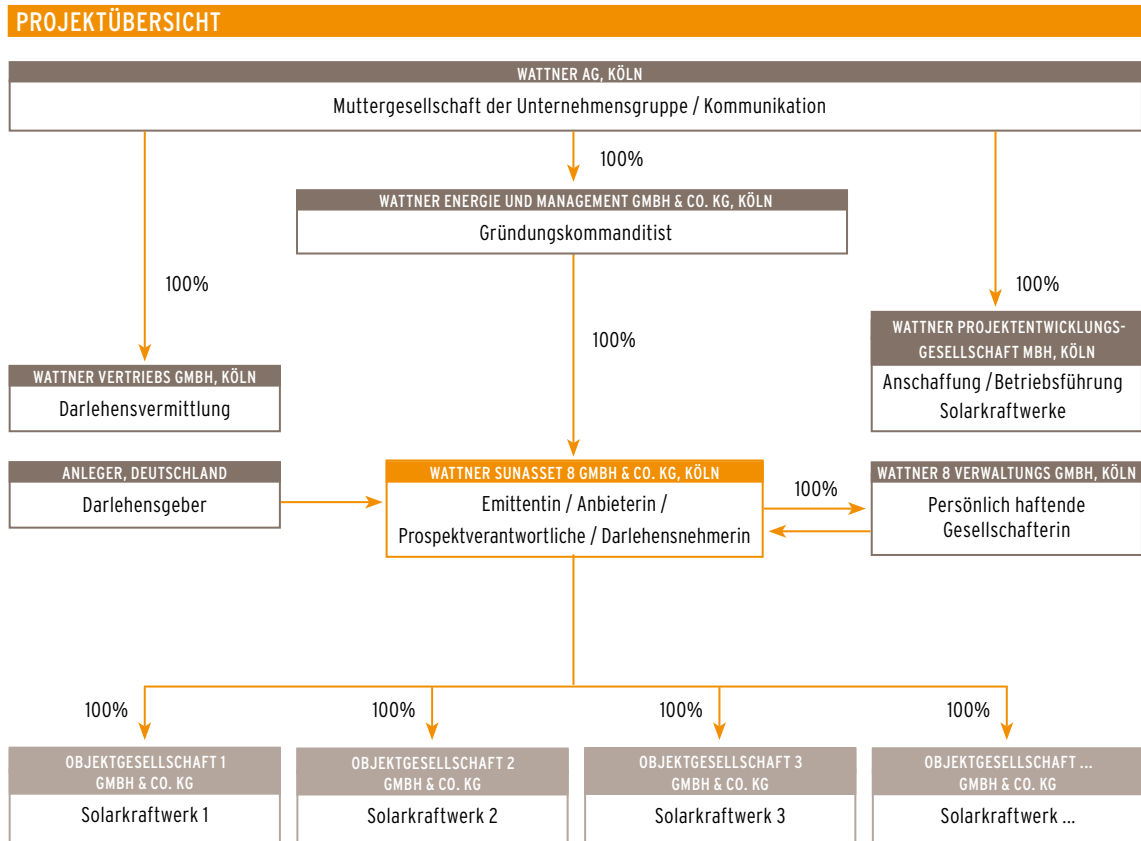 PROJEKTÜBERSICHT
WATTNER AG, KÖLN
Muttergesellschaft der Unternehmensgruppe / Kommunikation
100%
WATTNER ENERGIE UND MANAGEMENT GMBH & CO. KG, KÖLN
Gründungskommanditist
100%
100%
100%
WATTNER PROJEKTENTWICKLUNGS-
GESELLSCHAFT MBH, KÖLN
Anschaffung / Betriebsführung
Solarkraftwerke
WATTNER VERTRIEBS GMBH, KÖLN
Darlehensvermittlung
ANLEGER, DEUTSCHLAND
Darlehensgeber
WATTNER SUNASSET 8 GMBH & CO. KG, KÖLN
Emittentin / Anbieterin /
Prospektverantwortliche / Darlehensnehmerin
100%
WATTNER 8 VERWALTUNGS GMBH, KÖLN
Persönlich haftende
Gesellschafterin
100%
100%
100%
100%
OBJEKTGESELLSCHAFT 1
GMBH & CO. KG
Solarkraftwerk 1
OBJEKTGESELLSCHAFT 2
GMBH & CO. KG
Solarkraftwerk 2
OBJEKTGESELLSCHAFT 3
GMBH & CO. KG
Solarkraftwerk 3
OBJEKTGESELLSCHAFT ...
GMBH & CO. KG
Solarkraftwerk ...